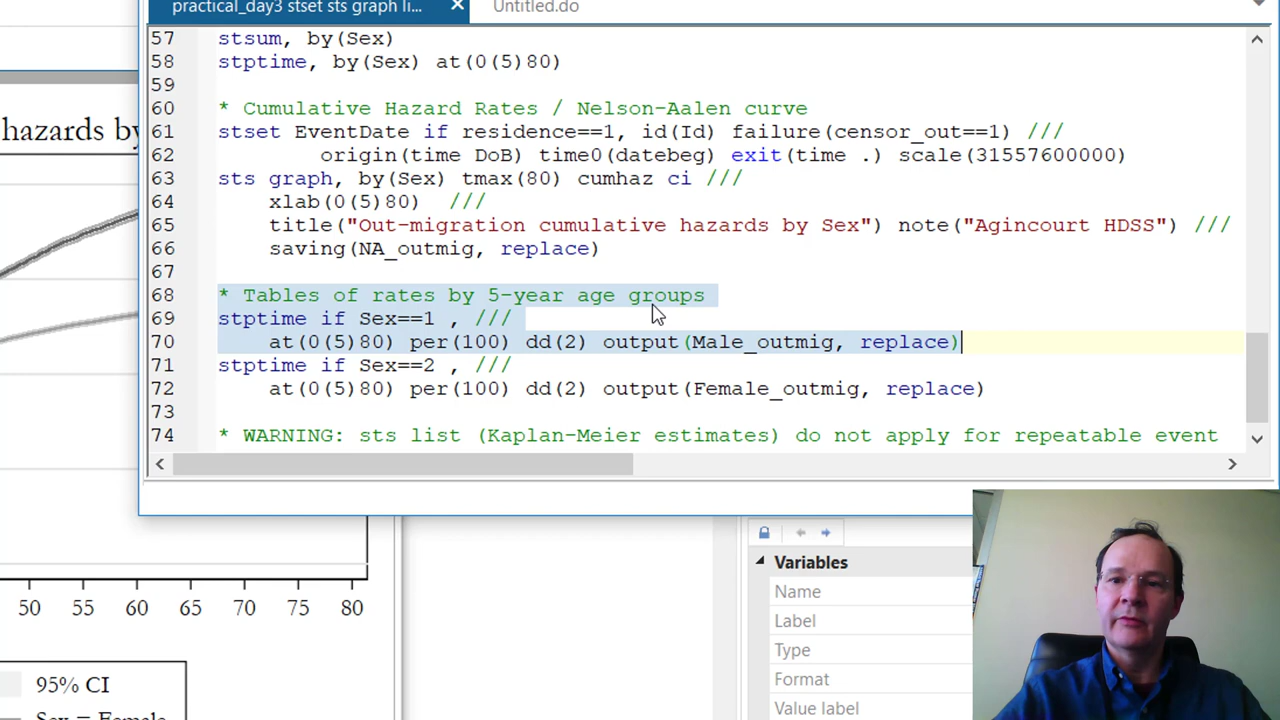 practical_day3 stset sts graph li...
Untitled.do
57 stsum, by(Sex)
58 stptime, by(Sex) at(0(5)80)
59
60 * Cumulative Hazard Rates / Nelson-Aalen curve
61 stset EventDate if residence==1, id(Id) failure(censor_out==1) ///
62 origin(time DoB) time0(datebeg) exit(time .) scale(31557600000)
63 sts graph, by(Sex) tmax(80) cumhaz ci ///
64 xlab(0(5)80) ///
65 title("Out-migration cumulative hazards by Sex") note("Agincourt HDSS") ///
66 saving(NA_outmig, replace)
67
68 * Tables of rates by 5-year age groups
69 stptime if Sex==1 , ///
70 at(0(5)80) per(100) dd(2) output(Male_outmig, replace)
71 stptime if Sex==2 , ///
72 at(0(5)80) per(100) dd(2) output(Female_outmig, replace)
73
74 * WARNING: sts list (Kaplan-Meier estimates) do not apply for repeatable event
hazards by
50 55 60 65 70 75 80
95% CI
Sex = Female
Variables
Name
Label
Type
Format
Value label